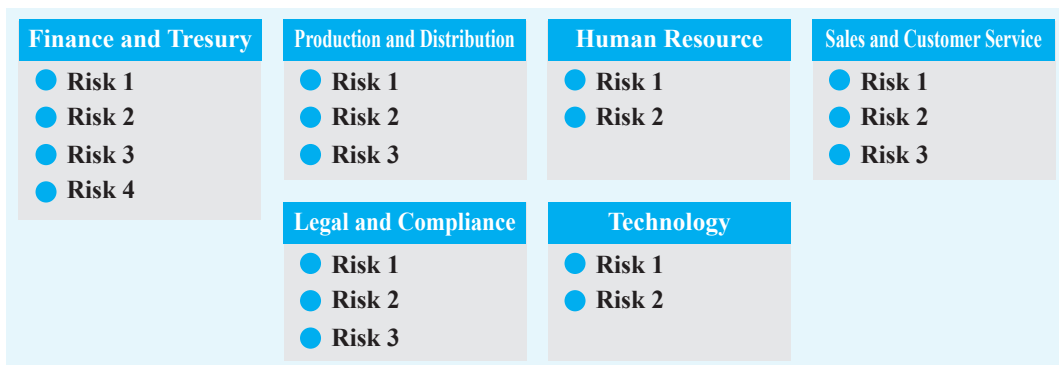 Finance and Tresury
Risk 1
Risk 2
Risk 3
Risk 4
Production and Distribution
Risk 1
Risk 2
Risk 3
Human Resource
Risk 1
Risk 2
Sales and Customer Service
Risk 1
Risk 2
Risk 3
Legal and Compliance
Risk 1
Risk 2
Risk 3
Technology
Risk 1
Risk 2